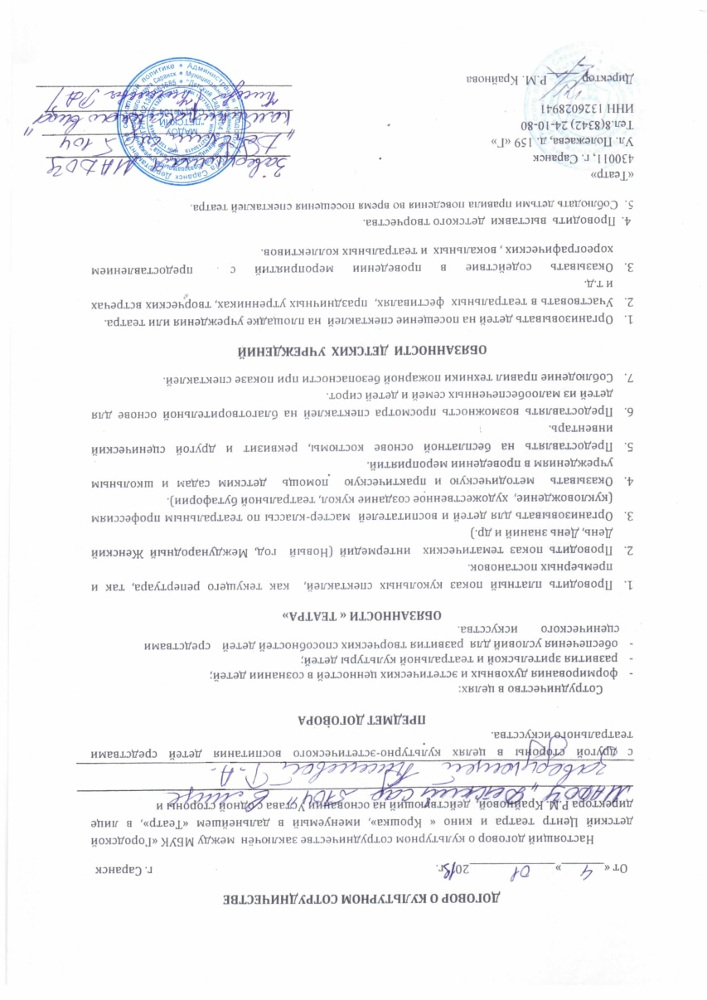 ДОГОВОР О КУЛЬТУРНОМ СОТРУДНИЧЕСТВЕ
От « 4 » 01 2018г. г. Саранск
Настоящий договор о культурном сотрудничестве заключён между МБУК «Городской
детский Центр театра и кино « Крошка», именуемый в дальнейшем «Театр», в лице
директора Р.М. Крайновой, действующий на основании Устава с одной стороны и
МАДОУ „Детский сад №104" В лице
заведующей
с другой стороны в целях культурно-эстетического воспитания детей средствами
театрального искусства.
ПРЕДМЕТ ДОГОВОРА
Сотрудничество в целях:
- формирования духовных и эстетических ценностей в сознании детей;
- развития зрительской и театральной культуры детей;
- обеспечения условий для развития творческих способностей детей средствами
сценического искусства.
ОБЯЗАННОСТИ « ТЕАТРА»
1. Проводить платный показ кукольных спектаклей, как текущего репертуара, так и
премьерных постановок.
2. Проводить показ тематических интермедий (Новый год, Международный Женский
День, День знаний и др.)
3. Организовывать для детей и воспитателей мастер-классы по театральным профессиям
(кукловождение, художественное создание кукол, театральной бутафории).
4. Оказывать методическую и практическую помощь детским садам и школьным
учреждениям в проведении мероприятий.
5. Предоставлять на бесплатной основе костюмы, реквизит и другой сценический
инвентарь.
6. Предоставлять возможность просмотра спектаклей на благотворительной основе для
детей из малообеспеченных семей и детей сирот.
7. Соблюдение правил техники пожарной безопасности при показе спектаклей.
ОБЯЗАННОСТИ ДЕТСКИХ УЧРЕЖДЕНИЙ
1. Организовывать детей на посещение спектаклей на площадке учреждения или театра.
2. Участвовать в театральных фестивалях, праздничных утренниках, творческих встречах
и т.д.
3. Оказывать содействие в проведении мероприятий с предоставлением
хореографических , вокальных и театральных коллективов.
4. Проводить выставки детского творчества.
5. Соблюдать детьми правила поведения во время посещения спектаклей театра.
«Театр»
430011, г. Саранск
Ул. Полежаева, д. 159 «Г»
Тел.8(8342) 24-10-80
ИНН 1326028941
Директор Р.М. Крайнова
Заведующая МАДОУ
„Детский сад №104
комбинированного вида"